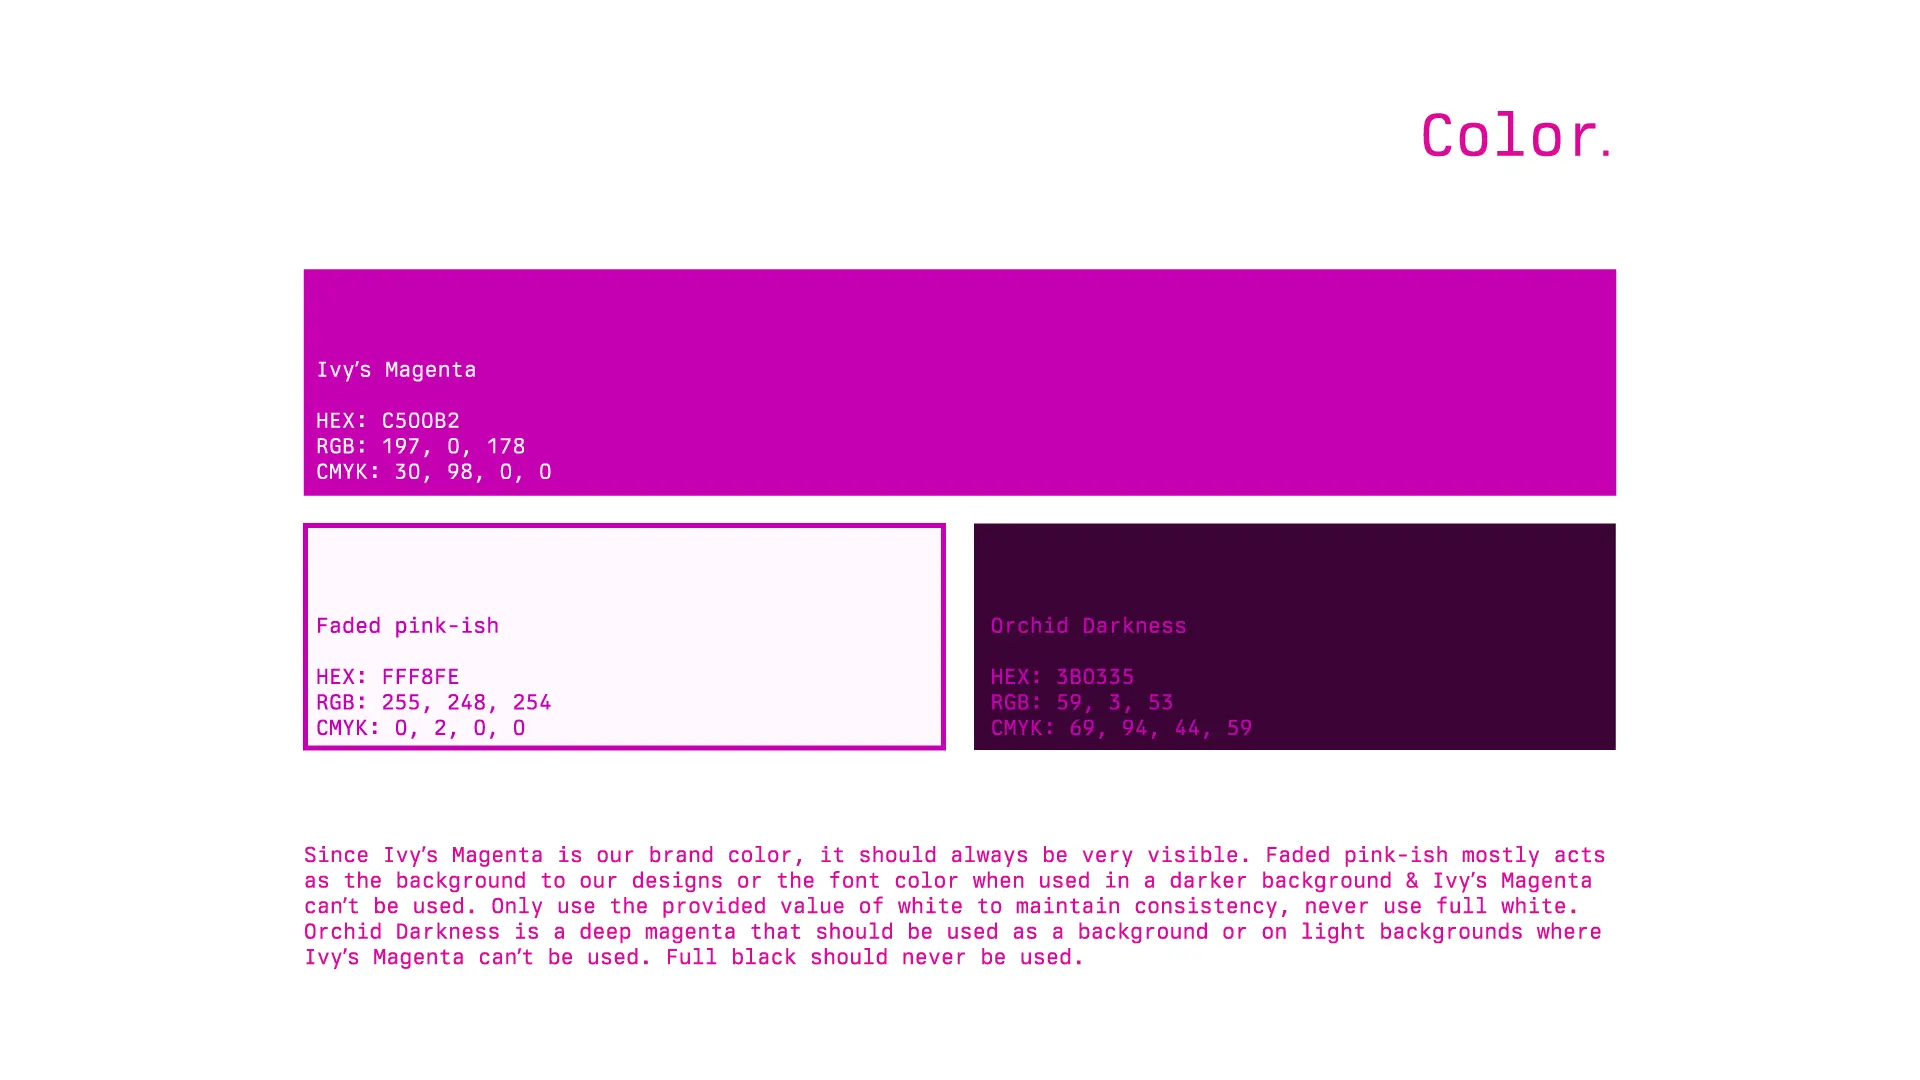 Color.
Ivy's Magenta
HEX: C500B2
RGB: 197, 0, 178
CMYK: 30, 98, 0, 0
Faded pink-ish
HEX: FFF8FE
RGB: 255, 248, 254
CMYK: 0, 2, 0, 0
Orchid Darkness
HEX: 3B0335
RGB: 59, 3, 53
CMYK: 69, 94, 44, 59
Since Ivy's Magenta is our brand color, it should always be very visible. Faded pink-ish mostly acts
as the background to our designs or the font color when used in a darker background & Ivy's Magenta
can't be used. Only use the provided value of white to maintain consistency, never use full white.
Orchid Darkness is a deep magenta that should be used as a background or on light backgrounds where
Ivy's Magenta can't be used. Full black should never be used.